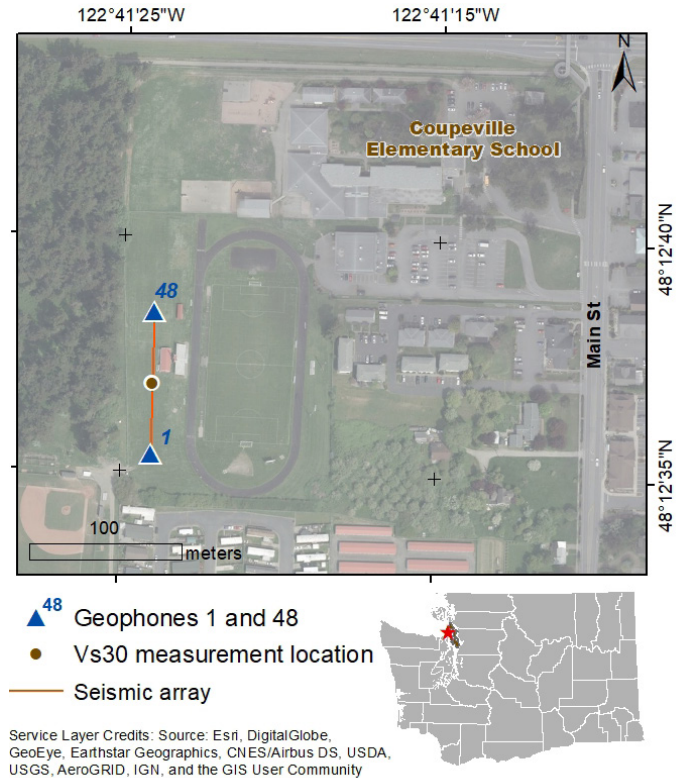 122°41'25"W 122°41'15"W
N
Coupeville
Elementary School
48°12'40"N
48
Main St
1
48°12'35"N
100
meters
48 Geophones 1 and 48
Vs30 measurement location
Seismic array
Service Layer Credits: Source: Esri, DigitalGlobe,
GeoEye, Earthstar Geographics, CNES/Airbus DS, USDA,
USGS, AeroGRID, IGN, and the GIS User Community